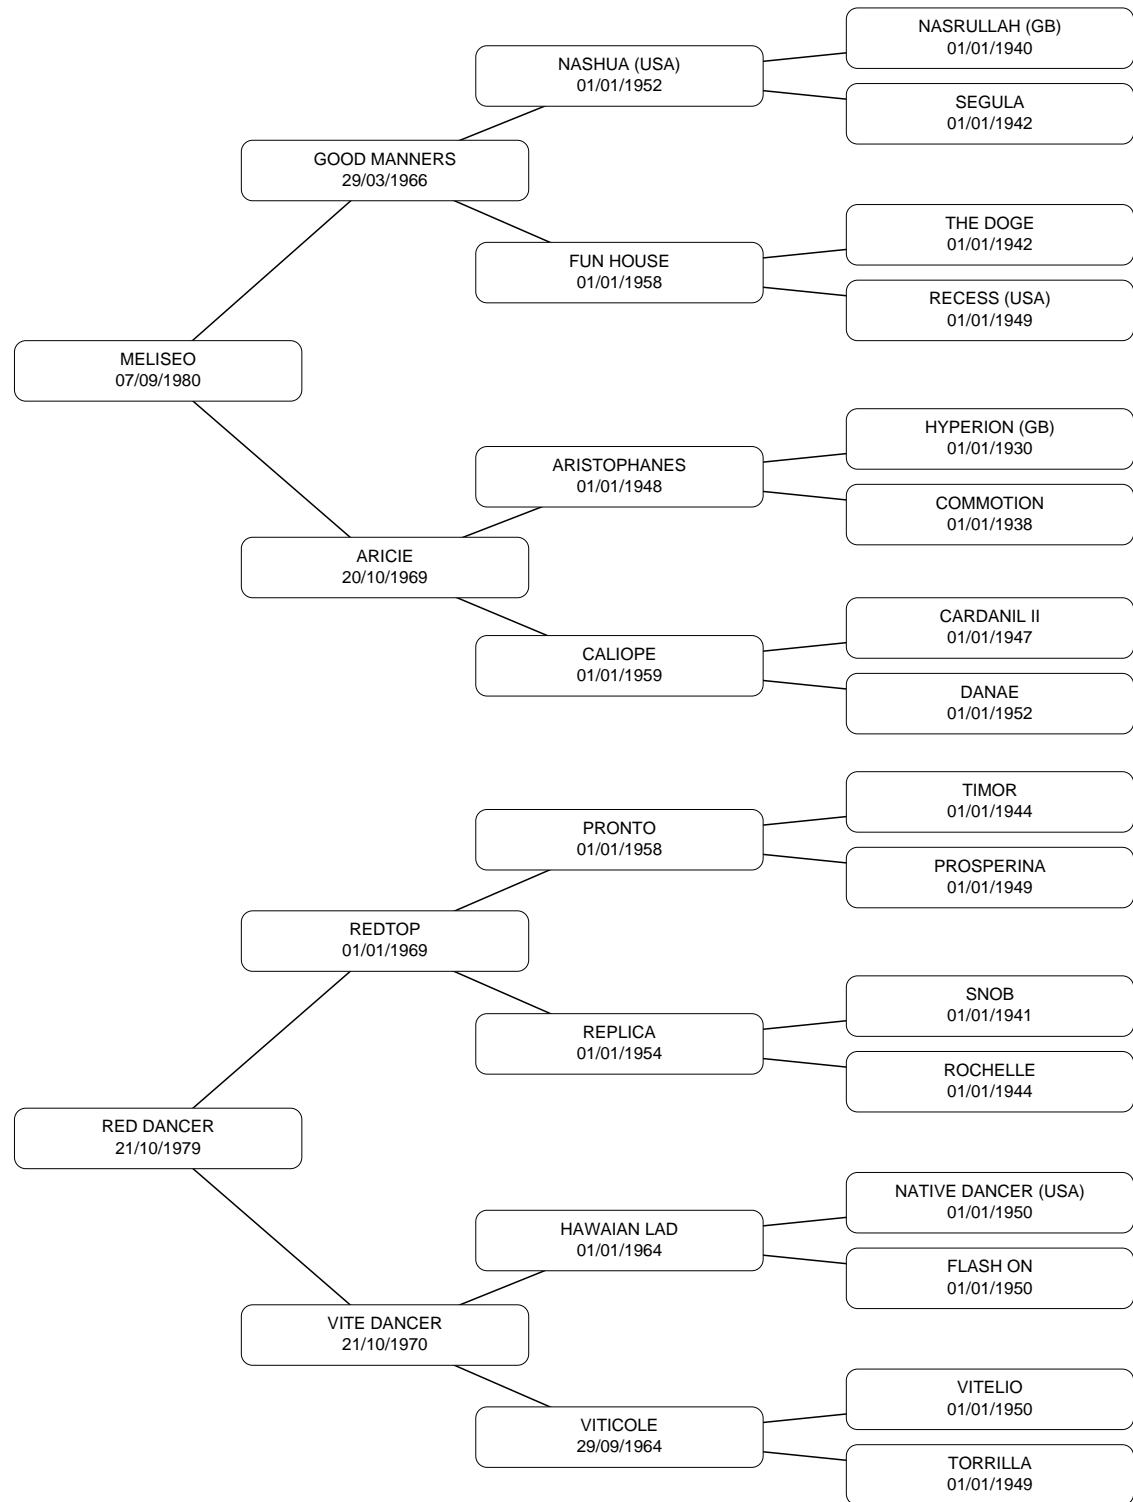 NASRULLAH (GB)
01/01/1940
NASHUA (USA)
01/01/1952
SEGULA
01/01/1942
GOOD MANNERS
29/03/1966
THE DOGE
01/01/1942
FUN HOUSE
01/01/1958
RECESS (USA)
01/01/1949
MELISEO
07/09/1980
HYPERION (GB)
01/01/1930
ARISTOPHANES
01/01/1948
COMMOTION
01/01/1938
ARICIE
20/10/1969
CARDANIL II
01/01/1947
CALIOPE
01/01/1959
DANAE
01/01/1952
TIMOR
01/01/1944
PRONTO
01/01/1958
PROSPERINA
01/01/1949
REDTOP
01/01/1969
SNOB
01/01/1941
REPLICA
01/01/1954
ROCHELLE
01/01/1944
RED DANCER
21/10/1979
NATIVE DANCER (USA)
01/01/1950
HAWAIAN LAD
01/01/1964
FLASH ON
01/01/1950
VITE DANCER
21/10/1970
VITELIO
01/01/1950
VITICOLE
29/09/1964
TORRILLA
01/01/1949